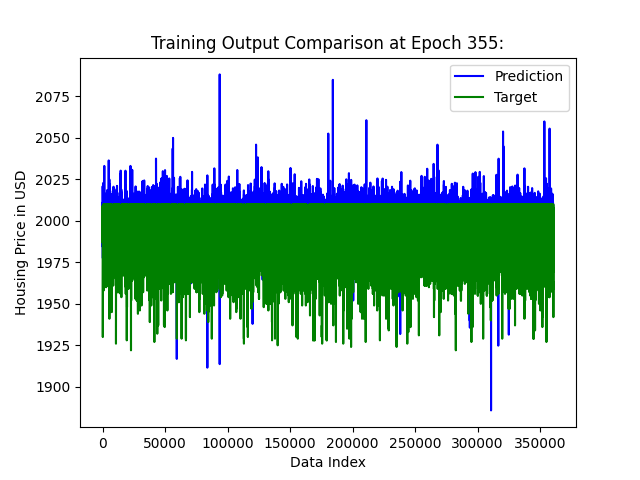 Training Output Comparison at Epoch 355:
Prediction
Target
2075
2050
2025
2000
1975
1950
1925
1900
Housing Price in USD
0 50000 100000 150000 200000 250000 300000 350000
Data Index